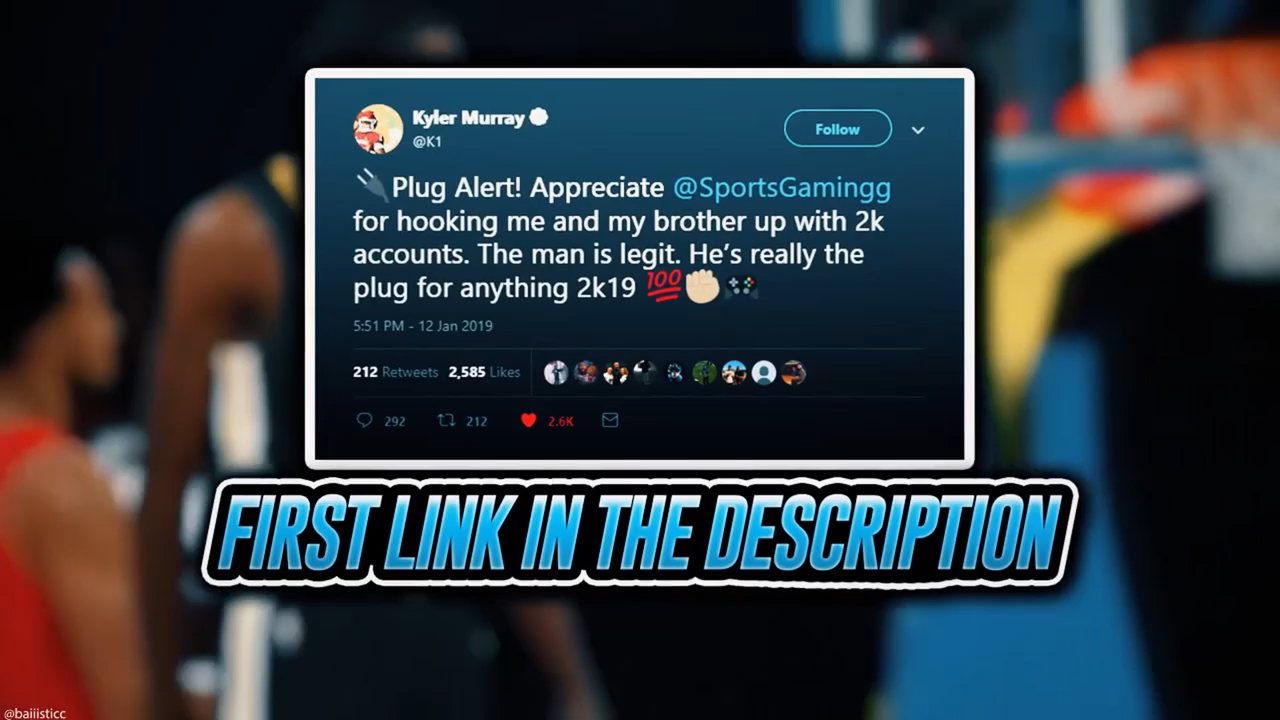 Kyler Murray
@K1
Follow
🔌Plug Alert! Appreciate @SportsGamingg
for hooking me and my brother up with 2k
accounts. The man is legit. He’s really the
plug for anything 2k19 💯✊🏼🎮
5:51 PM - 12 Jan 2019
212 Retweets 2,585 Likes
292 212 2.6K
FIRST LINK IN THE DESCRIPTION
@baiiisticc